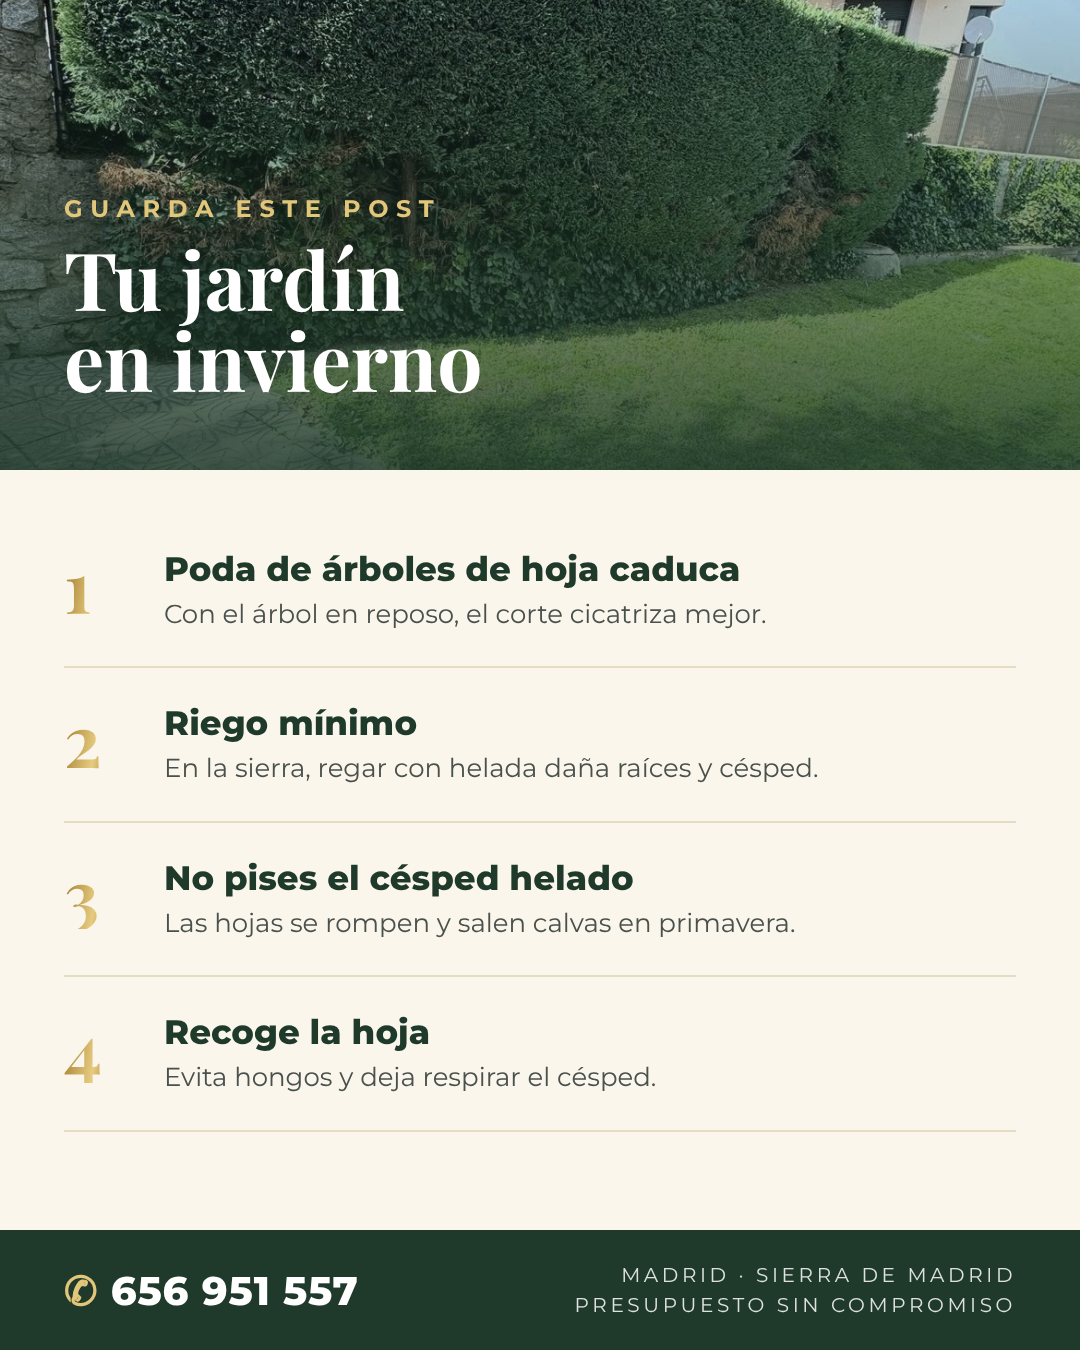 GUARDA ESTE POST
Tu jardín
en invierno
1
Poda de árboles de hoja caduca
Con el árbol en reposo, el corte cicatriza mejor.
2
Riego mínimo
En la sierra, regar con helada daña raíces y césped.
3
No pises el césped helado
Las hojas se rompen y salen calvas en primavera.
4
Recoge la hoja
Evita hongos y deja respirar el césped.
✆ 656 951 557
MADRID · SIERRA DE MADRID
PRESUPUESTO SIN COMPROMISO